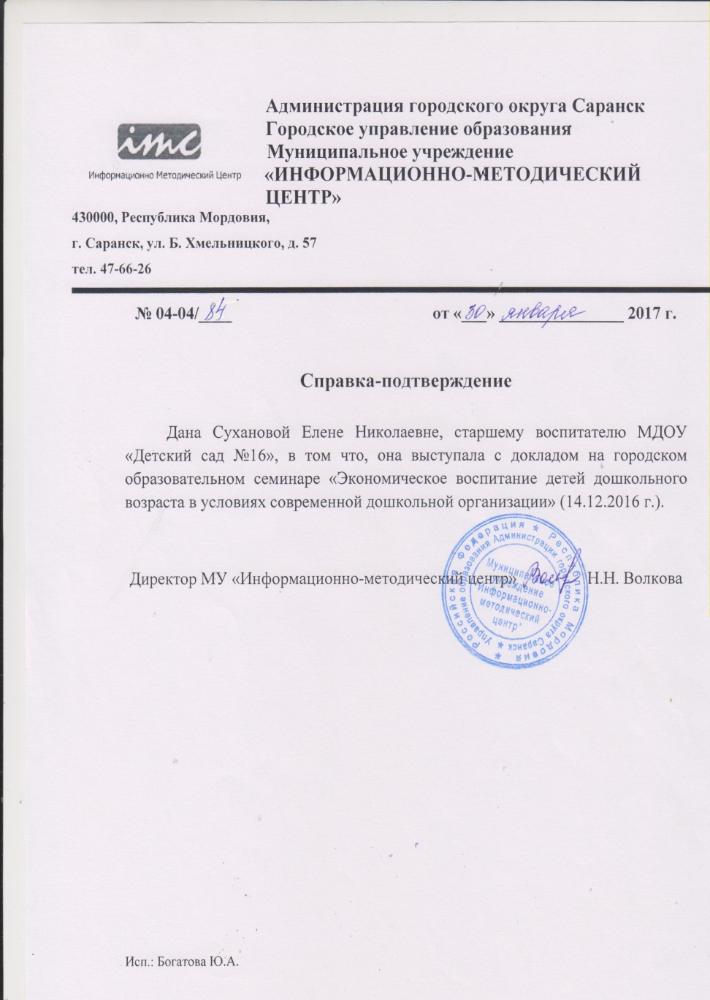 Администрация городского округа Саранск
Городское управление образования
Муниципальное учреждение
«ИНФОРМАЦИОННО-МЕТОДИЧЕСКИЙ
ЦЕНТР»
имс
Информационно Методический Центр
430000, Республика Мордовия,
г. Саранск, ул. Б. Хмельницкого, д. 57
тел. 47-66-26
№ 04-04/ 84 от «30» января 2017 г.
Справка-подтверждение
Дана Сухановой Елене Николаевне, старшему воспитателю МДОУ
«Детский сад №16», в том что, она выступала с докладом на городском
образовательном семинаре «Экономическое воспитание детей дошкольного
возраста в условиях современной дошкольной организации» (14.12.2016 г.).
Директор МУ «Информационно-методический центр» Н.Н. Волкова
Российская Федерация ★ Республика Мордовия ★
Управление образования Администрации городского округа Саранск ★
Муниципальное
учреждение
"Информационно-
методический
центр"
Исп.: Богатова Ю.А.